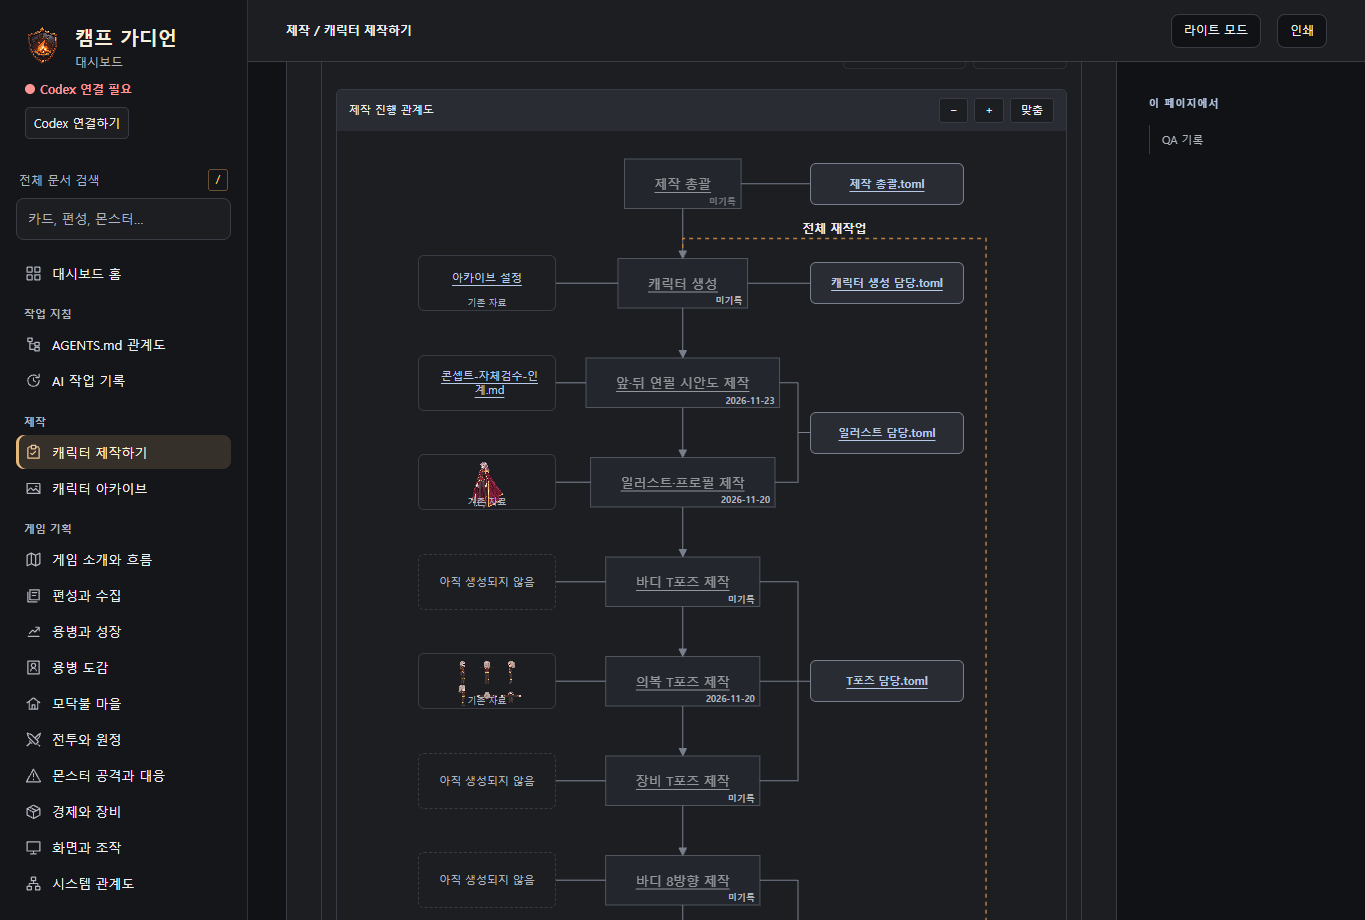 캠프 가디언
대시보드
Codex 연결 필요
Codex 연결하기
전체 문서 검색
/
카드, 편성, 몬스터...
대시보드 홈
작업 지침
AGENTS.md 관계도
AI 작업 기록
제작
캐릭터 제작하기
캐릭터 아카이브
게임 기획
게임 소개와 흐름
편성과 수집
용병과 성장
용병 도감
모닥불 마을
전투와 원정
몬스터 공격과 대응
경제와 장비
화면과 조작
시스템 관계도
제작 / 캐릭터 제작하기
라이트 모드
인쇄
제작 진행 관계도
−
+
맞춤
제작 총괄
미기록
제작 총괄.toml
전체 재작업
아카이브 설정
기존 자료
캐릭터 생성
미기록
캐릭터 생성 담당.toml
콘셉트-자체검수-인
계.md
앞·뒤 연필 시안도 제작
2026-11-23
일러스트 담당.toml
기존 자료
일러스트·프로필 제작
2026-11-20
아직 생성되지 않음
바디 T포즈 제작
미기록
기존 자료
의복 T포즈 제작
2026-11-20
T포즈 담당.toml
아직 생성되지 않음
장비 T포즈 제작
미기록
아직 생성되지 않음
바디 8방향 제작
미기록
이 페이지에서
QA 기록